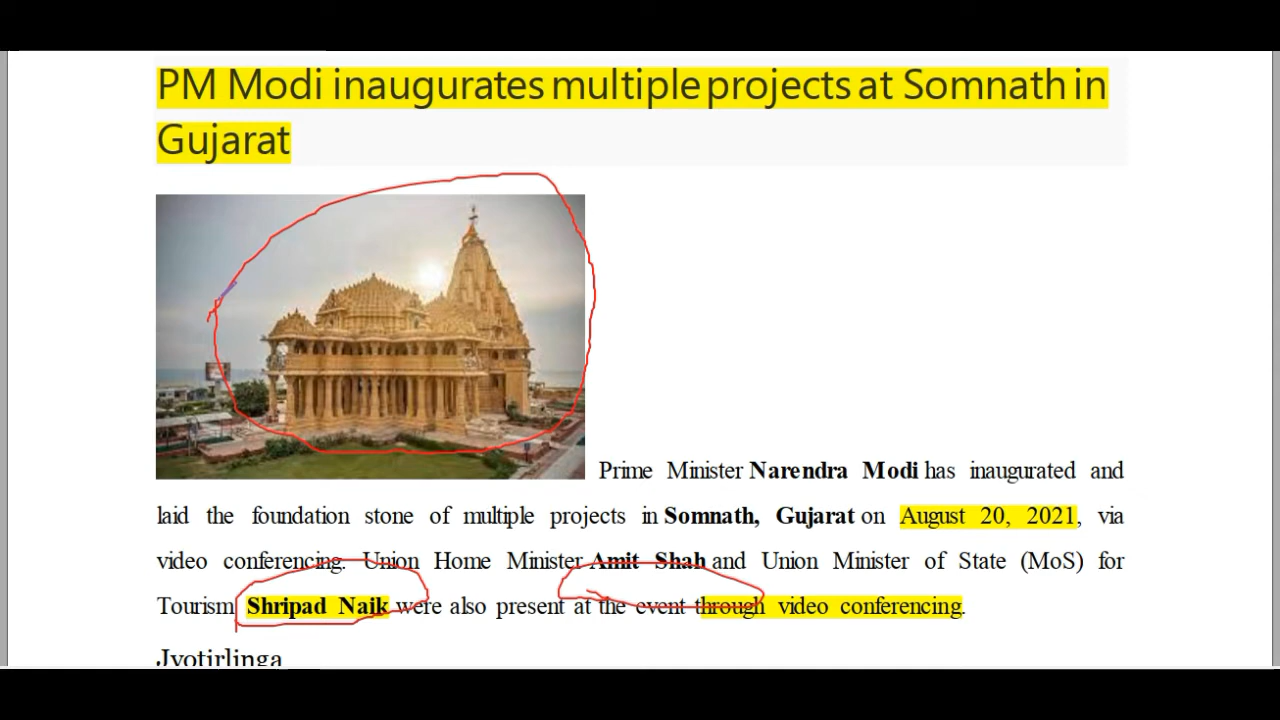 PM Modi inaugurates multiple projects at Somnath in
Gujarat
Prime Minister Narendra Modi has inaugurated and
laid the foundation stone of multiple projects in Somnath, Gujarat on August 20, 2021, via
video conferencing. Union Home Minister Amit Shah and Union Minister of State (MoS) for
Tourism Shripad Naik were also present at the event through video conferencing.
Jyotirlinga